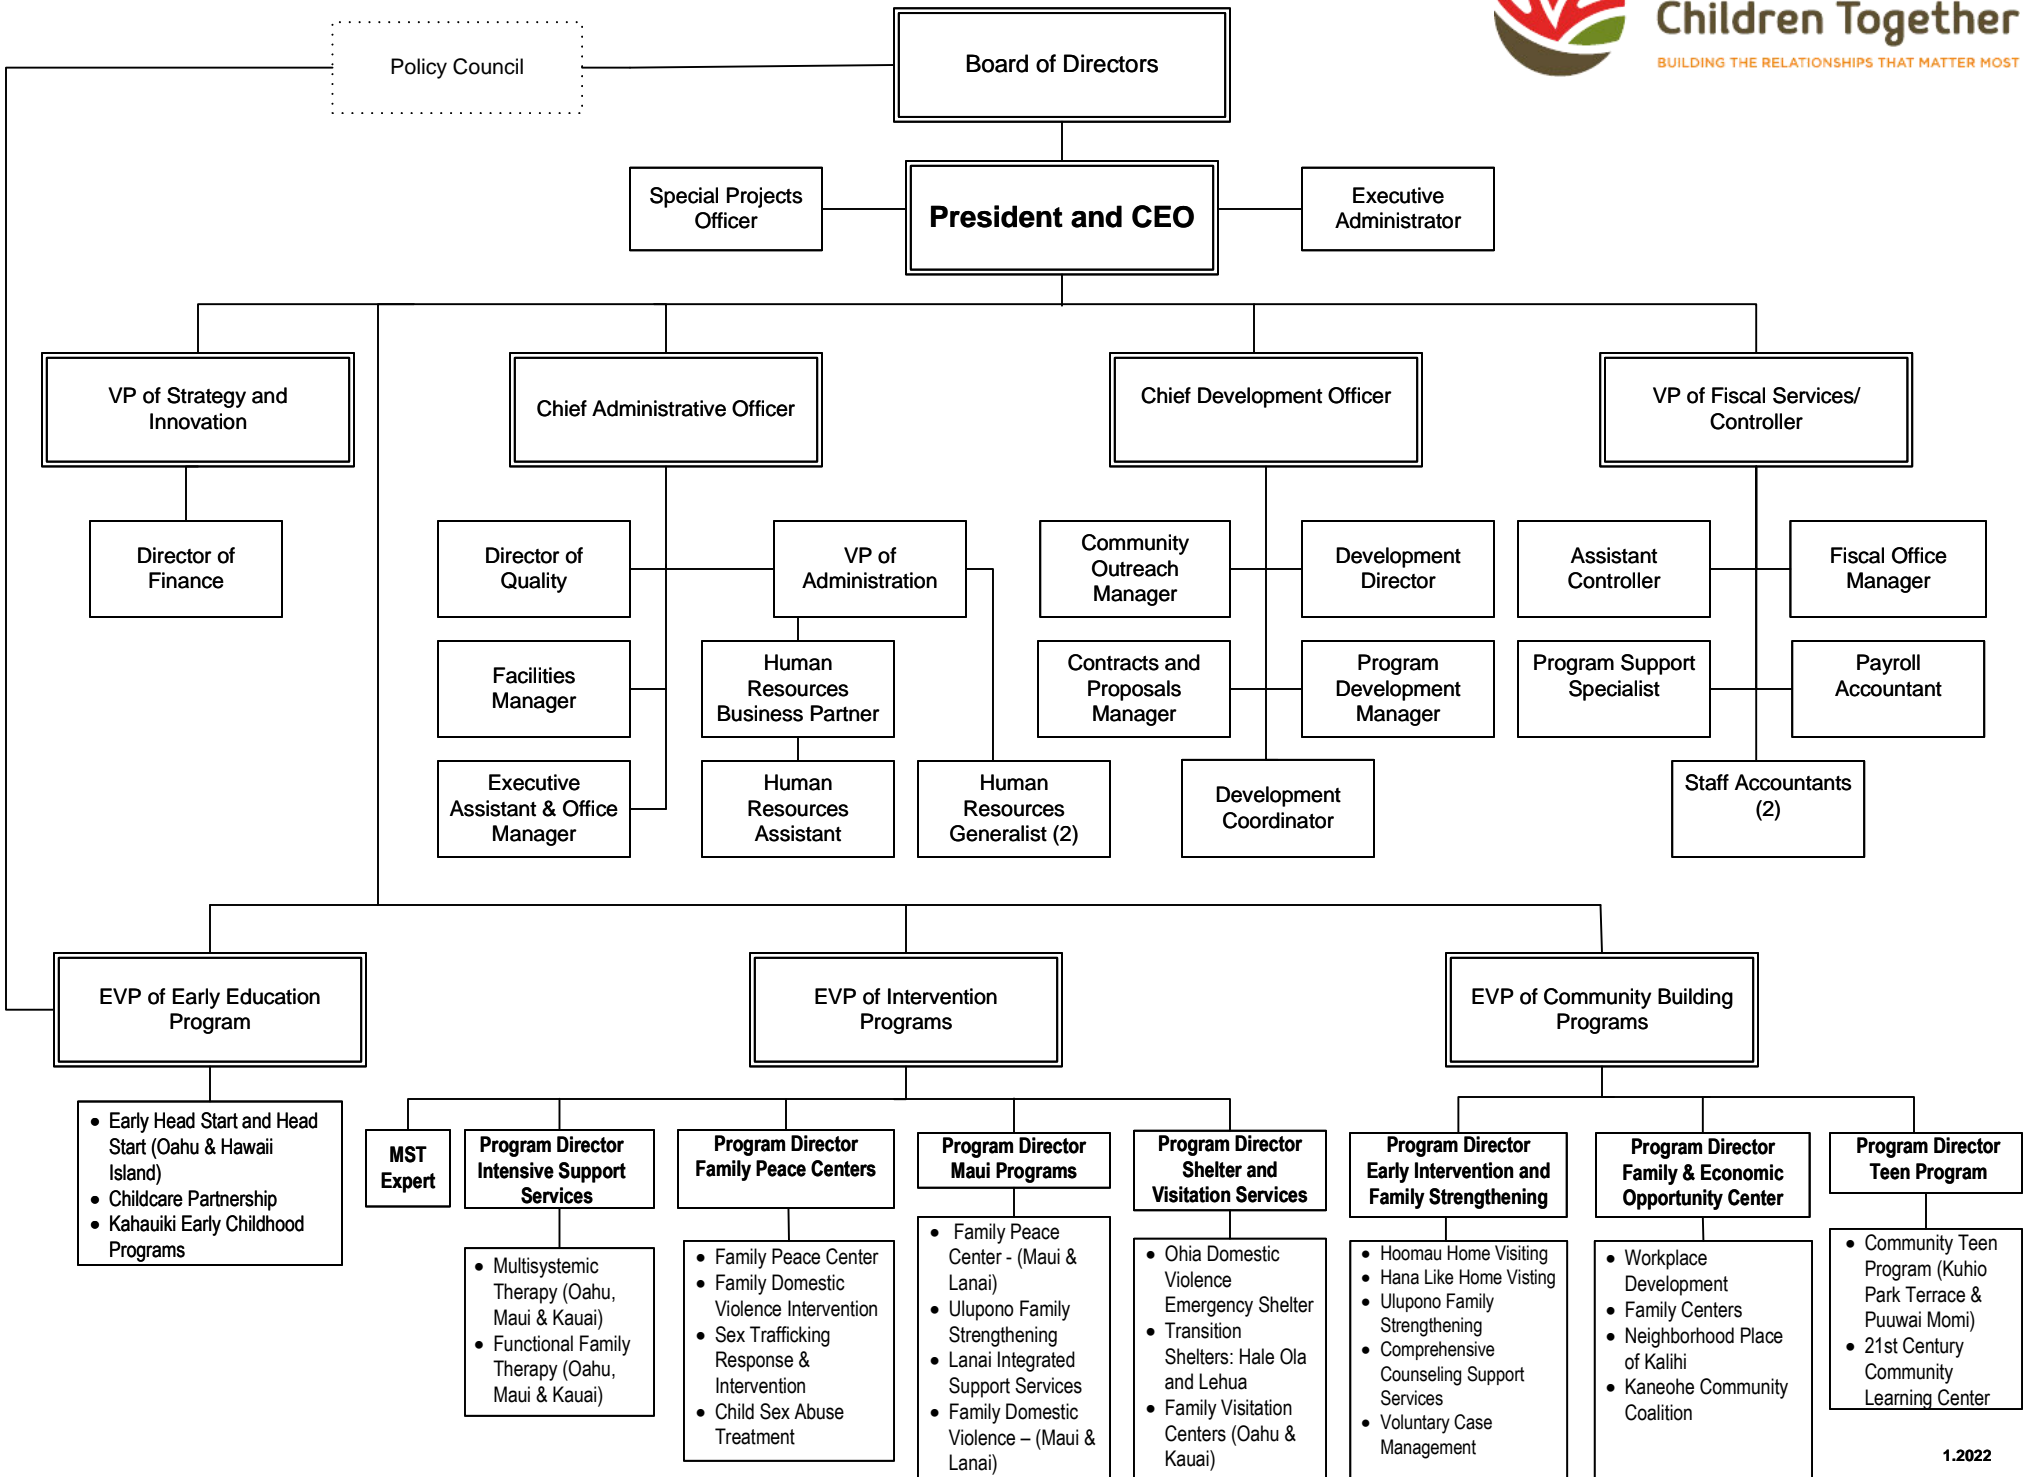 Children Together
BUILDING THE RELATIONSHIPS THAT MATTER MOST
Policy Council
Board of Directors
Special Projects
Officer
President and CEO
Executive
Administrator
VP of Strategy and
Innovation
Chief Administrative Officer
Chief Development Officer
VP of Fiscal Services/
Controller
Director of
Finance
Director of
Quality
VP of
Administration
Community
Outreach
Manager
Development
Director
Assistant
Controller
Fiscal Office
Manager
Facilities
Manager
Human
Resources
Business Partner
Contracts and
Proposals
Manager
Program
Development
Manager
Program Support
Specialist
Payroll
Accountant
Executive
Assistant & Office
Manager
Human
Resources
Assistant
Human
Resources
Generalist (2)
Development
Coordinator
Staff Accountants
(2)
EVP of Early Education
Program
EVP of Intervention
Programs
EVP of Community Building
Programs
• Early Head Start and Head
Start (Oahu & Hawaii
Island)
• Childcare Partnership
• Kahauiki Early Childhood
Programs
MST
Expert
Program Director
Intensive Support
Services
Program Director
Family Peace Centers
Program Director
Maui Programs
Program Director
Shelter and
Visitation Services
Program Director
Early Intervention and
Family Strengthening
Program Director
Family & Economic
Opportunity Center
Program Director
Teen Program
• Multisystemic
Therapy (Oahu,
Maui & Kauai)
• Functional Family
Therapy (Oahu,
Maui & Kauai)
• Family Peace Center
• Family Domestic
Violence Intervention
• Sex Trafficking
Response &
Intervention
• Child Sex Abuse
Treatment
• Family Peace
Center - (Maui &
Lanai)
• Ulupono Family
Strengthening
• Lanai Integrated
Support Services
• Family Domestic
Violence – (Maui &
Lanai)
• Ohia Domestic
Violence
Emergency Shelter
• Transition
Shelters: Hale Ola
and Lehua
• Family Visitation
Centers (Oahu &
Kauai)
• Hoomau Home Visiting
• Hana Like Home Visting
• Ulupono Family
Strengthening
• Comprehensive
Counseling Support
Services
• Voluntary Case
Management
• Workplace
Development
• Family Centers
• Neighborhood Place
of Kalihi
• Kaneohe Community
Coalition
• Community Teen
Program (Kuhio
Park Terrace &
Puuwai Momi)
• 21st Century
Community
Learning Center
1.2022